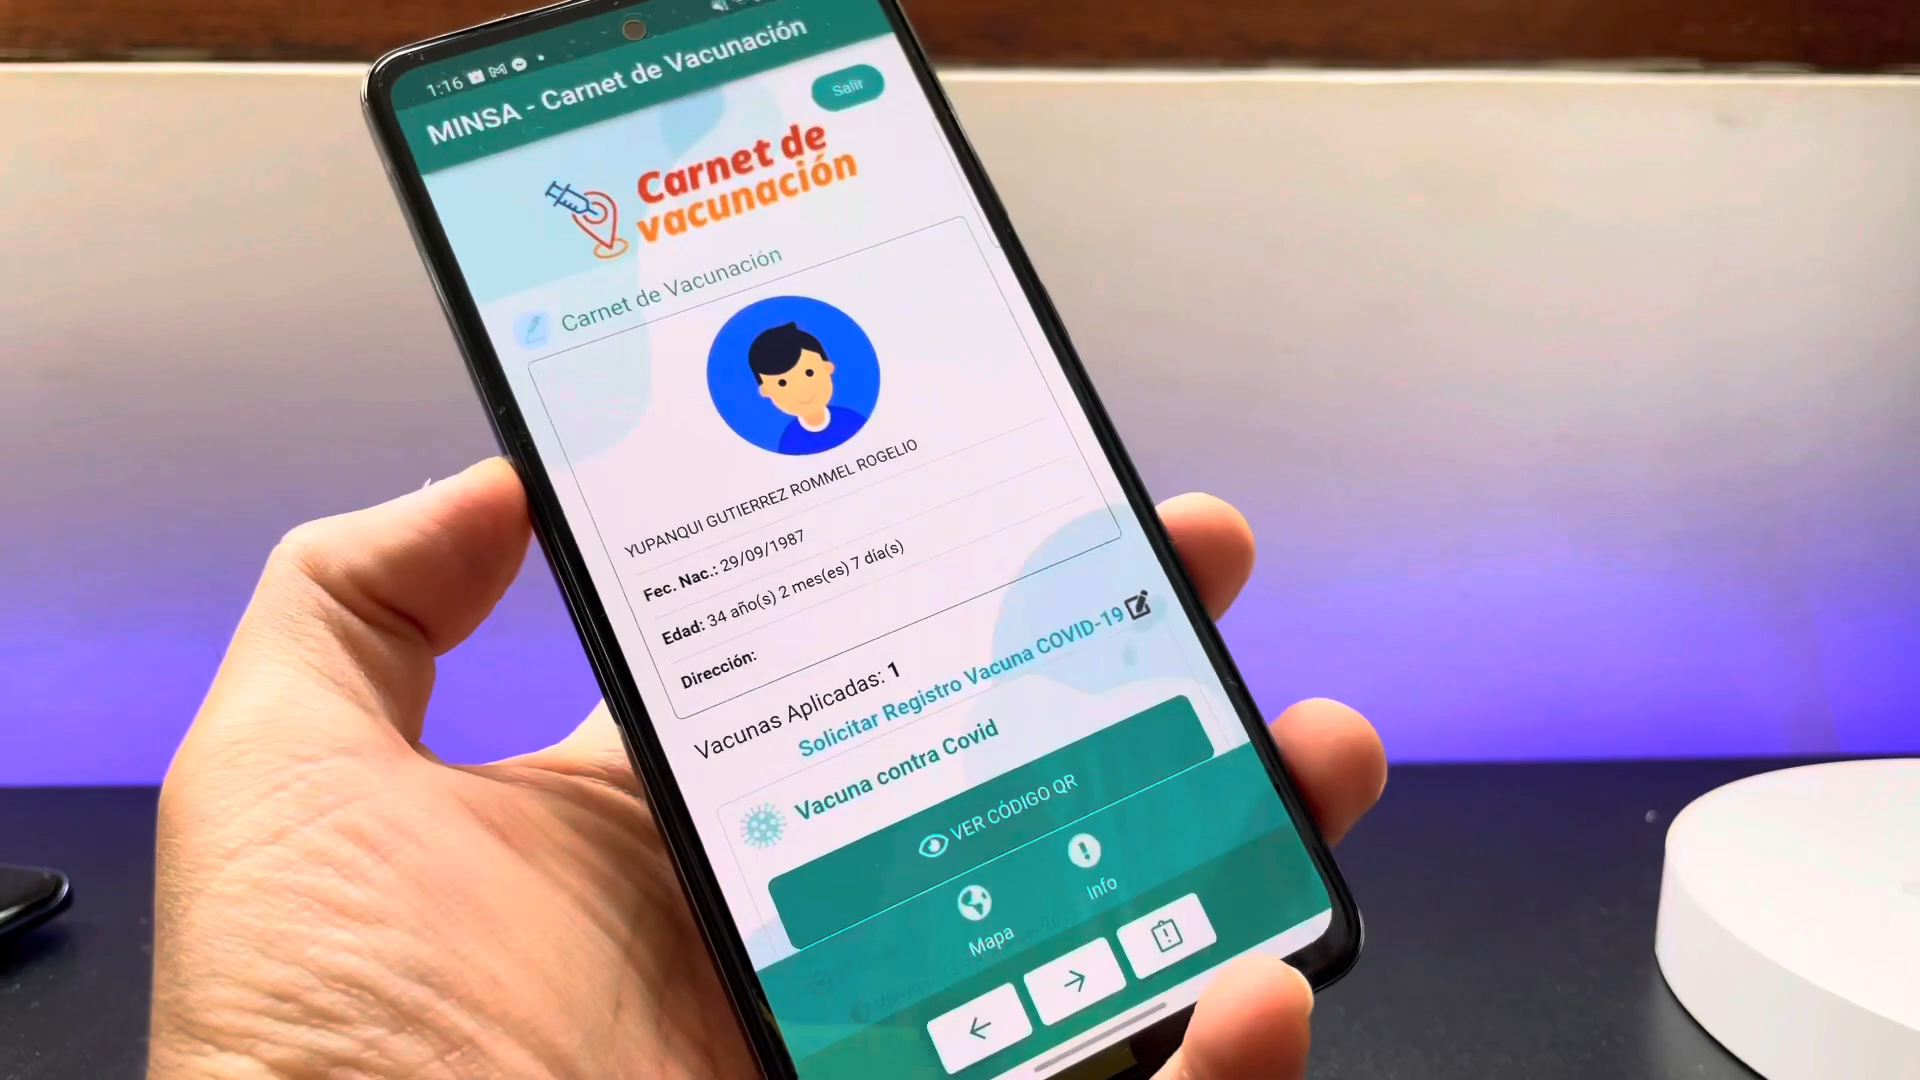 1:16
MINSA - Carnet de Vacunación
Salir
Carnet de
vacunación
Carnet de Vacunación
YUPANQUI GUTIERREZ ROMMEL ROGELIO
Fec. Nac.: 29/09/1987
Edad: 34 año(s) 2 mes(es) 7 día(s)
Dirección:
Vacunas Aplicadas: 1
Solicitar Registro Vacuna COVID-19
Vacuna contra Covid
VER CÓDIGO QR
Mapa
Info